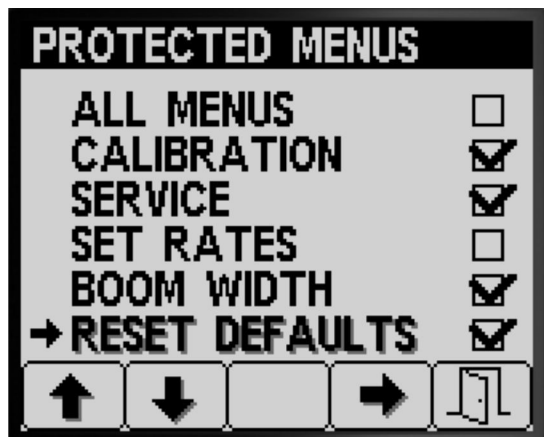 PROTECTED MENUS
ALL MENUS
CALIBRATION
SERVICE
SET RATES
BOOM WIDTH
RESET DEFAULTS